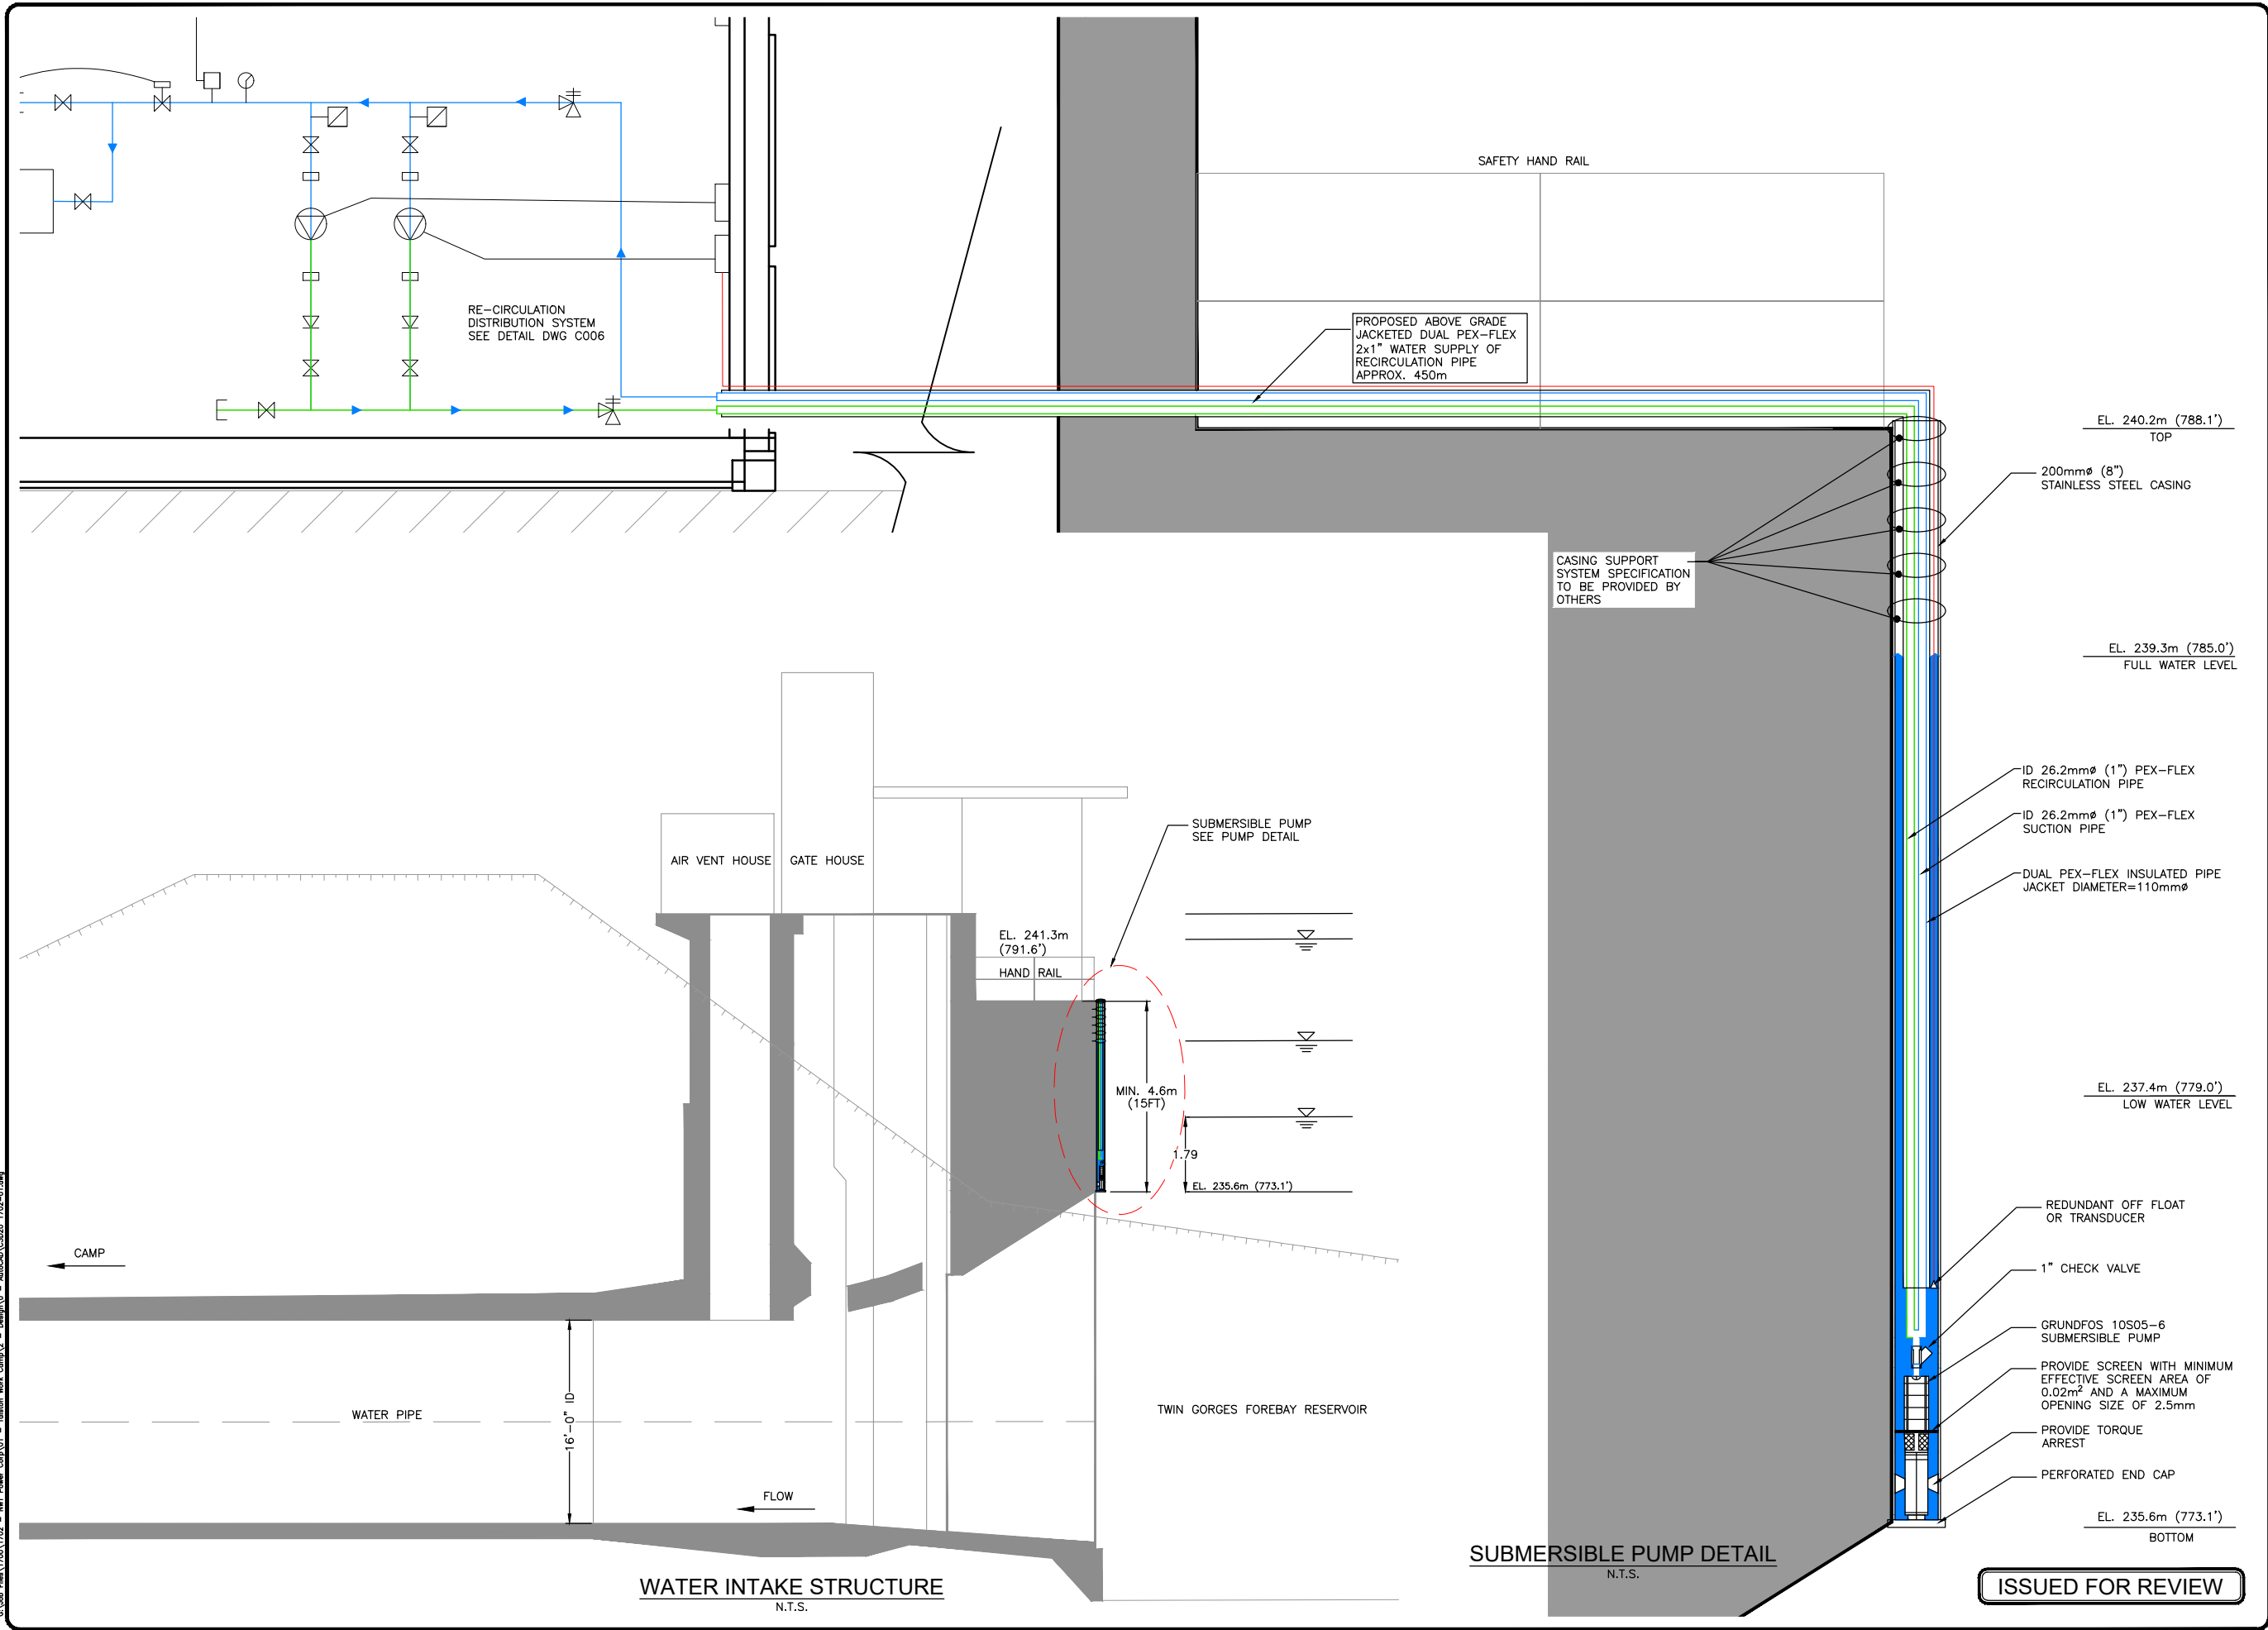 SAFETY HAND RAIL
RE-CIRCULATION
DISTRIBUTION SYSTEM
SEE DETAIL DWG C006
PROPOSED ABOVE GRADE
JACKETED DUAL PEX-FLEX
2x1" WATER SUPPLY OF
RECIRCULATION PIPE
APPROX. 450m
EL. 240.2m (788.1')
TOP
200mmø (8")
STAINLESS STEEL CASING
CASING SUPPORT
SYSTEM SPECIFICATION
TO BE PROVIDED BY
OTHERS
EL. 239.3m (785.0')
FULL WATER LEVEL
ID 26.2mmø (1") PEX-FLEX
RECIRCULATION PIPE
ID 26.2mmø (1") PEX-FLEX
SUCTION PIPE
DUAL PEX-FLEX INSULATED PIPE
JACKET DIAMETER=110mmø
SUBMERSIBLE PUMP
SEE PUMP DETAIL
AIR VENT HOUSE
GATE HOUSE
EL. 241.3m
(791.6')
HAND RAIL
MIN. 4.6m
(15FT)
1.79
EL. 235.6m (773.1')
EL. 237.4m (779.0')
LOW WATER LEVEL
REDUNDANT OFF FLOAT
OR TRANSDUCER
1" CHECK VALVE
GRUNDFOS 10S05-6
SUBMERSIBLE PUMP
PROVIDE SCREEN WITH MINIMUM
EFFECTIVE SCREEN AREA OF
0.02m² AND A MAXIMUM
OPENING SIZE OF 2.5mm
PROVIDE TORQUE
ARREST
PERFORATED END CAP
EL. 235.6m (773.1')
BOTTOM
CAMP
WATER PIPE
16'-0" ID
FLOW
TWIN GORGES FOREBAY RESERVOIR
WATER INTAKE STRUCTURE
N.T.S.
SUBMERSIBLE PUMP DETAIL
N.T.S.
ISSUED FOR REVIEW